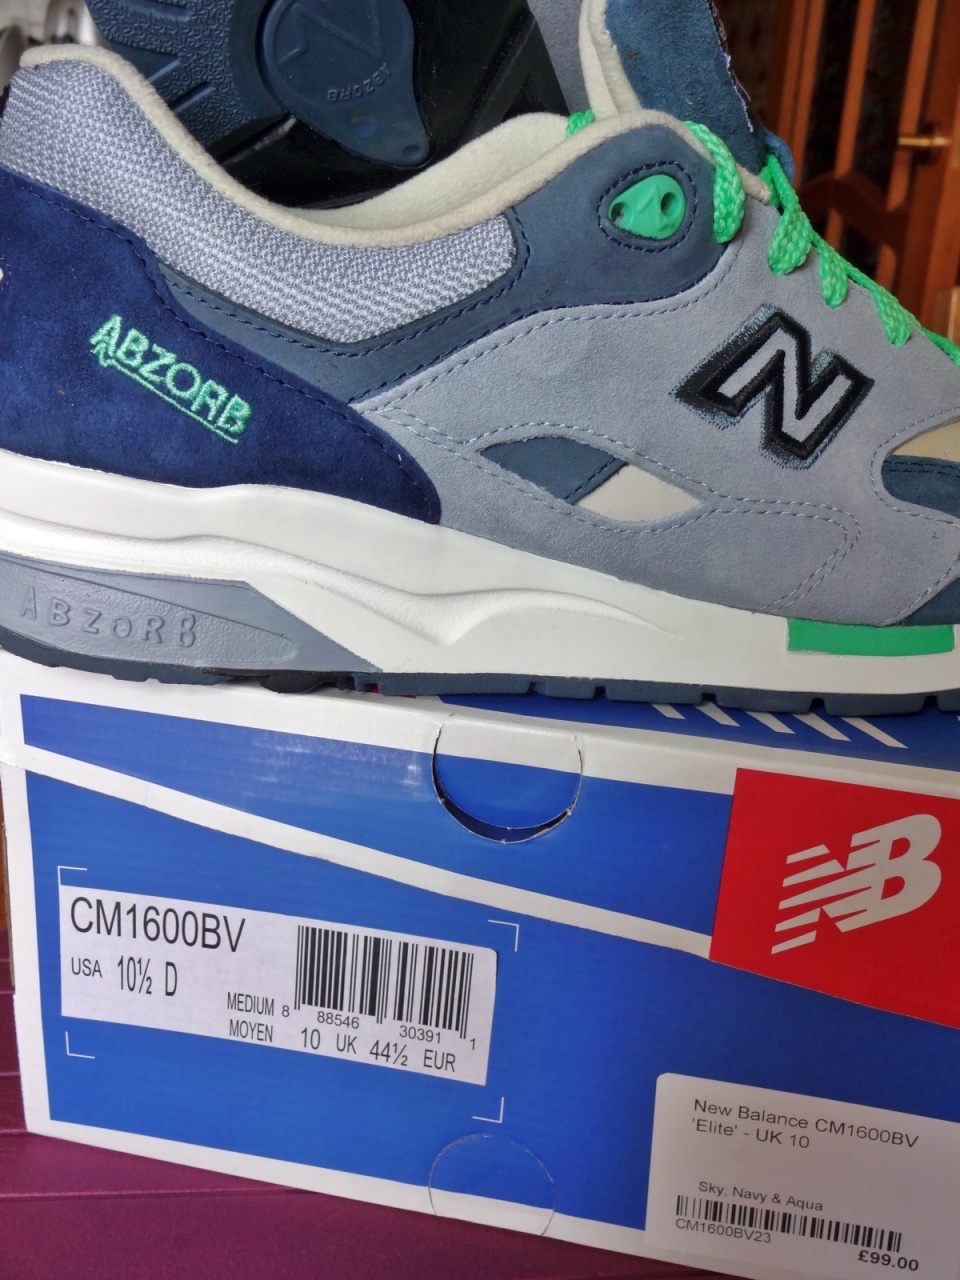 N
ABZORB
ABZORB
N
ABZORB
NB
CM1600BV
USA 10½ D
MEDIUM
MOYEN
8 88546 30391 1
10 UK 44½ EUR
New Balance CM1600BV
'Elite' - UK 10
Sky, Navy & Aqua
CM1600BV23
£99.00